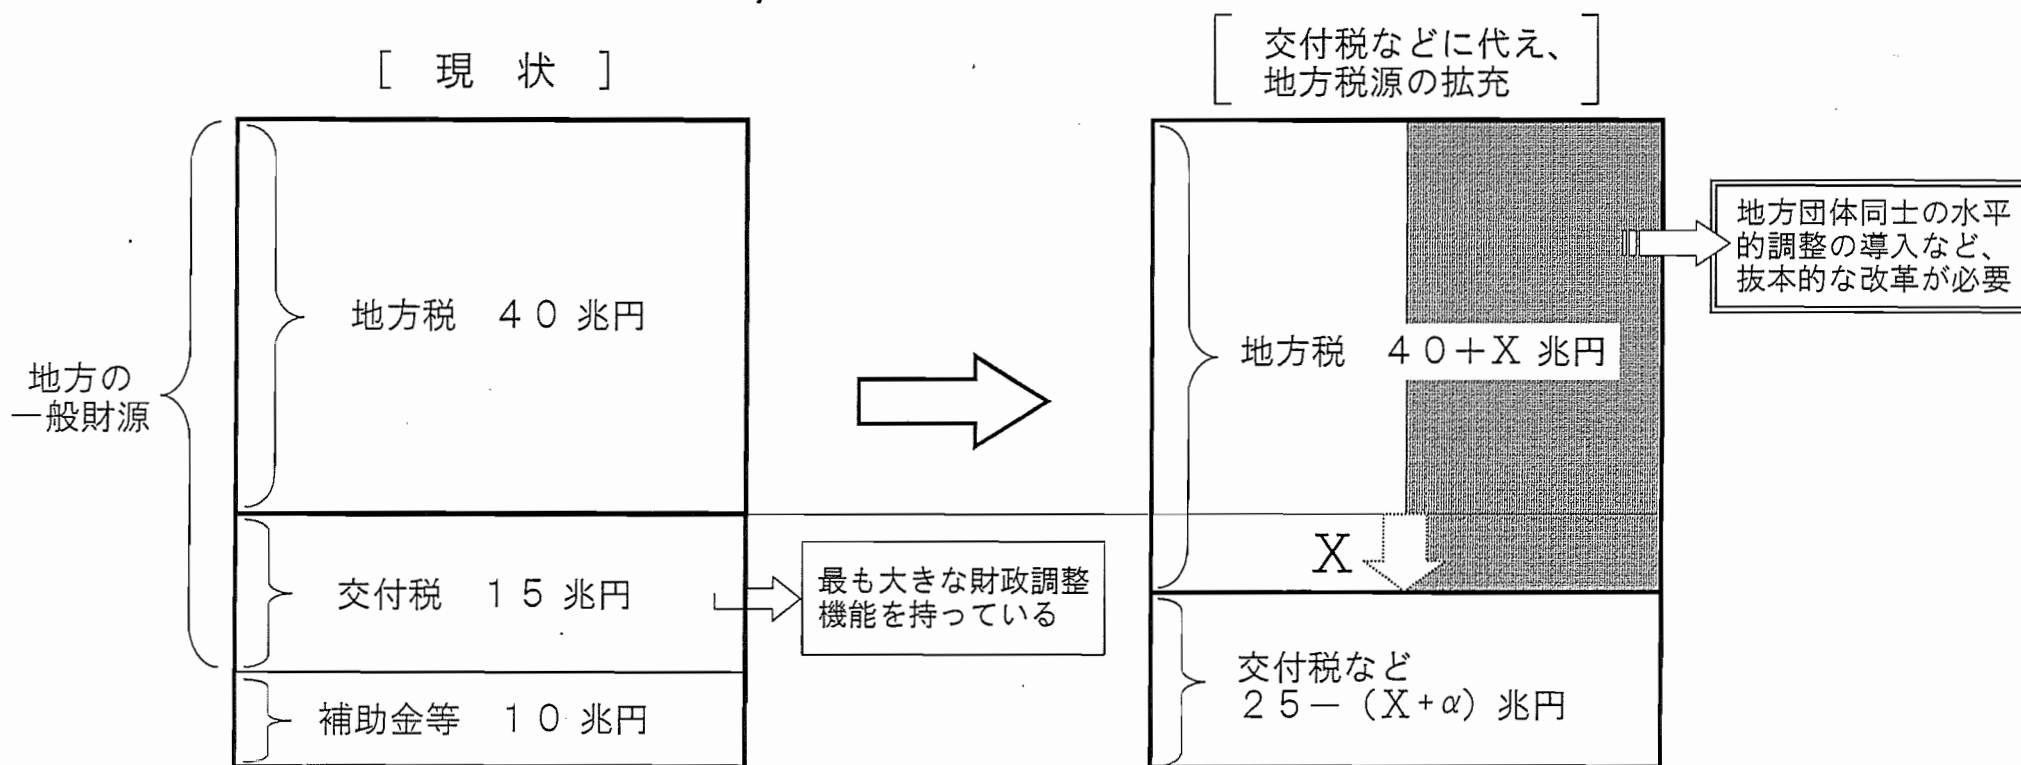 [ 現 状 ]
地方の
一般財源
地方税 40 兆円
交付税 15 兆円
補助金等 10 兆円
最も大きな財政調整
機能を持っている
交付税などに代え、
地方税源の拡充
地方税 40+X 兆円
X
交付税など
25-(X+α)兆円
地方団体同士の水平
的調整の導入など、
抜本的な改革が必要